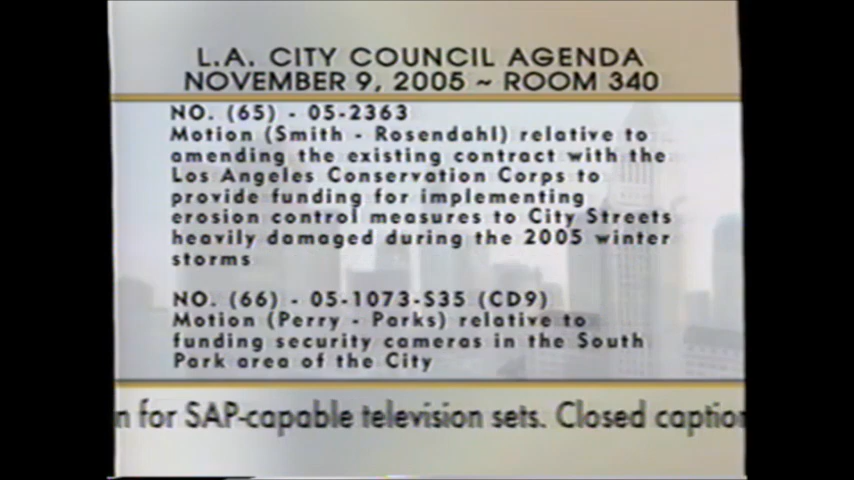 L.A. CITY COUNCIL AGENDA
NOVEMBER 9, 2005 ~ ROOM 340
NO. (65) - 05-2363
Motion (Smith - Rosendahl) relative to
amending the existing contract with the
Los Angeles Conservation Corps to
provide funding for implementing
erosion control measures to City Streets
heavily damaged during the 2005 winter
storms
NO. (66) - 05-1073-S35 (CD9)
Motion (Perry - Parks) relative to
funding security cameras in the South
Park area of the City
n for SAP-capable television sets. Closed caption